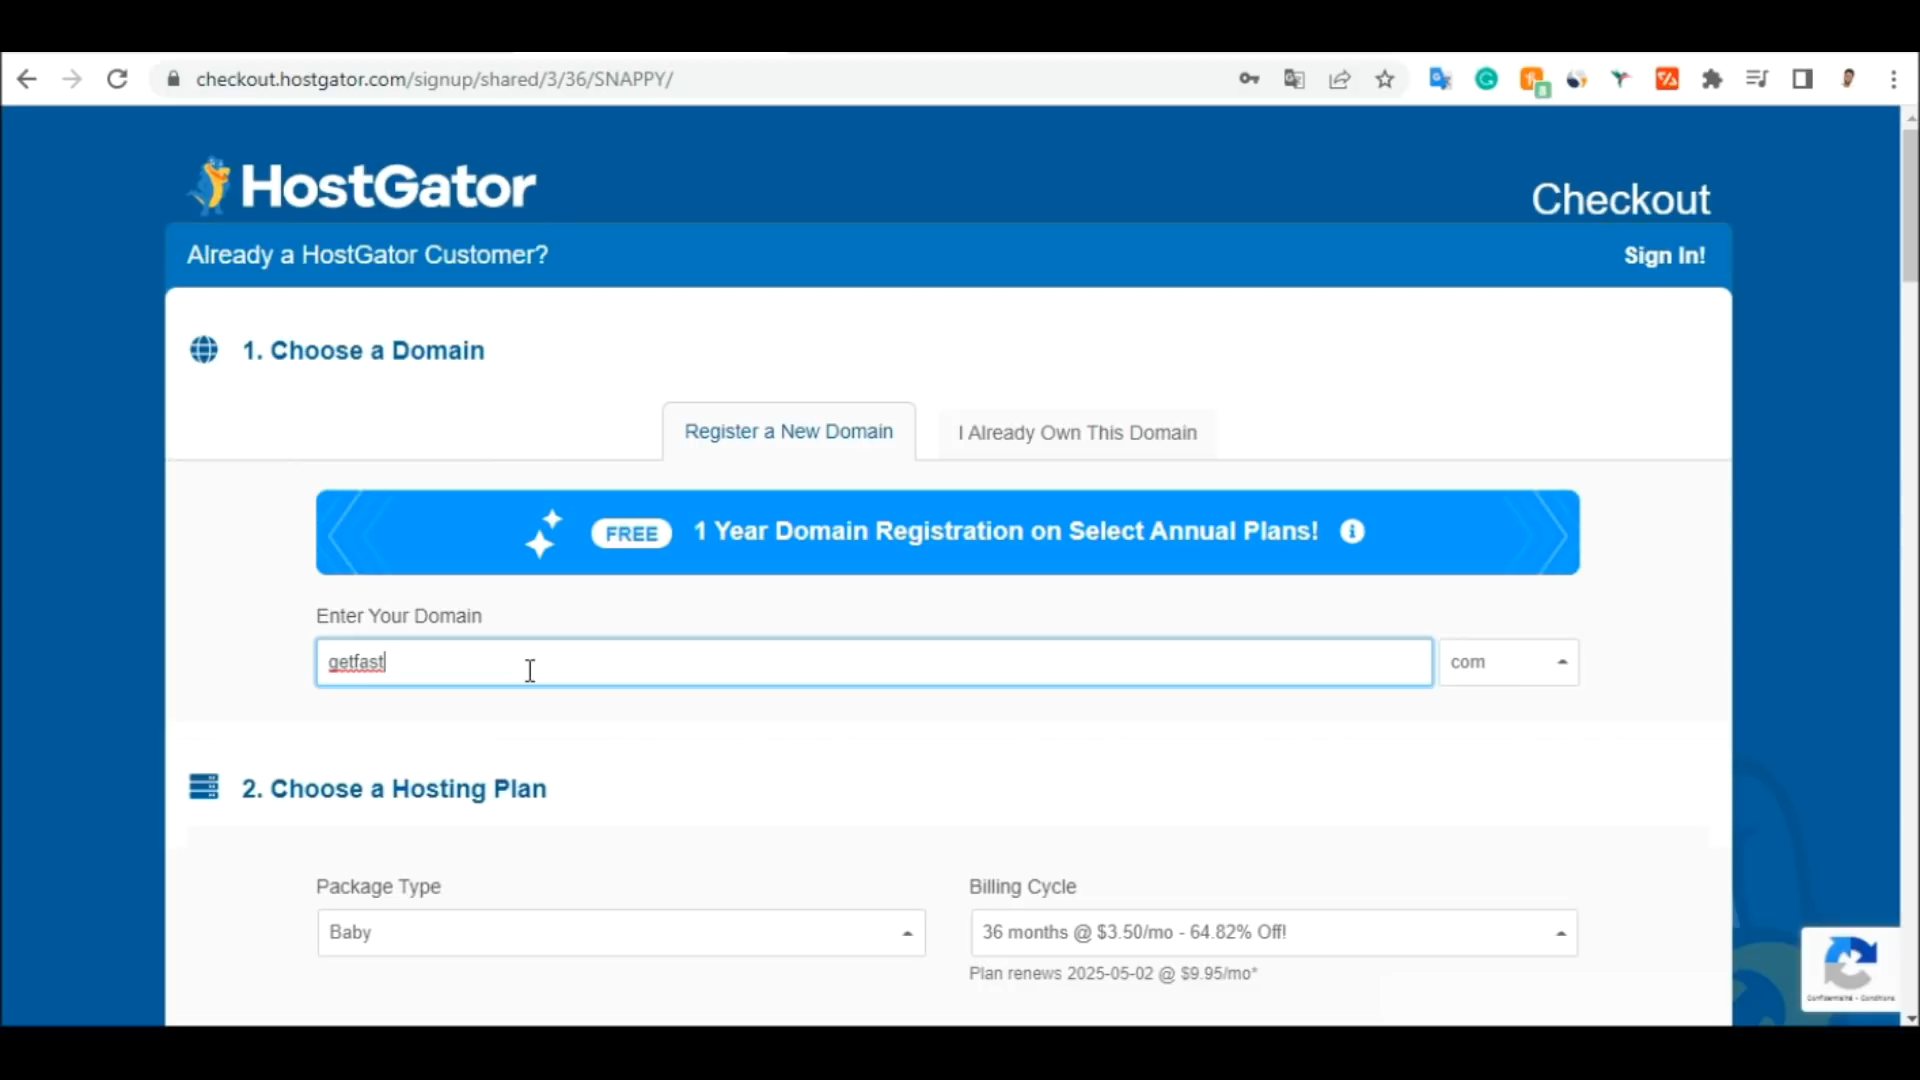 checkout.hostgator.com/signup/shared/3/36/SNAPPY/
8
HostGator
Checkout
Already a HostGator Customer?
Sign In!
1. Choose a Domain
Register a New Domain
I Already Own This Domain
FREE 1 Year Domain Registration on Select Annual Plans!
Enter Your Domain
getfast
com
2. Choose a Hosting Plan
Package Type
Billing Cycle
Baby
36 months @ $3.50/mo - 64.82% Off!
Plan renews 2025-05-02 @ $9.95/mo*
Confidentialité - Conditions